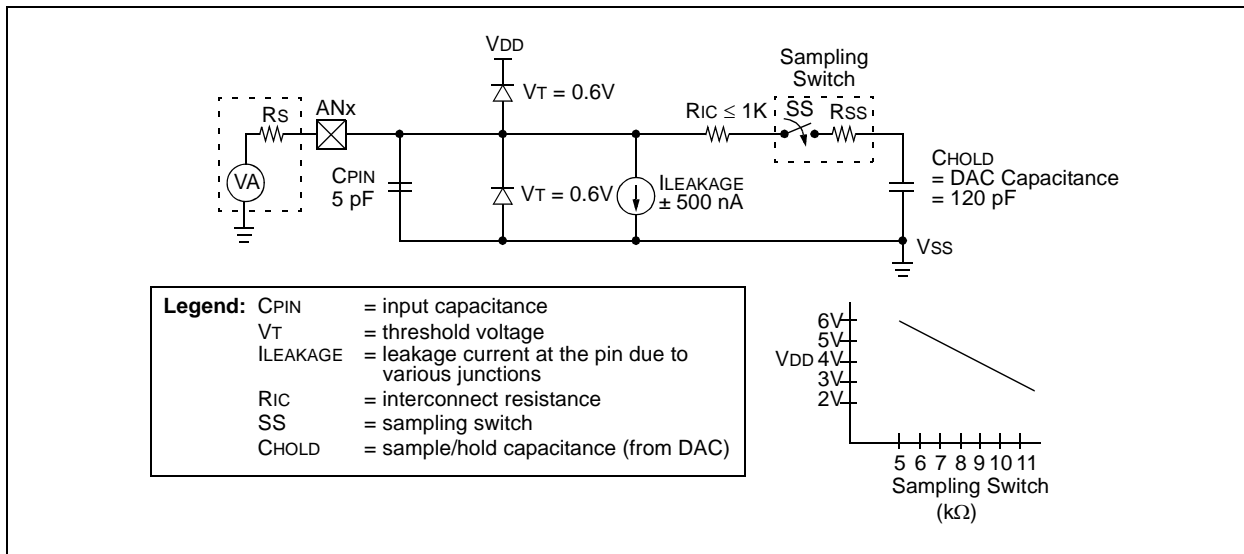 VDD
Sampling
Switch
VT = 0.6V
RS
ANx
RIC ≤ 1K
SS
RSS
VA
CPIN
5 pF
VT = 0.6V
ILEAKAGE
± 500 nA
CHOLD
= DAC Capacitance
= 120 pF
VSS
Legend: CPIN = input capacitance
VT = threshold voltage
ILEAKAGE = leakage current at the pin due to
various junctions
RIC = interconnect resistance
SS = sampling switch
CHOLD = sample/hold capacitance (from DAC)
6V
5V
VDD 4V
3V
2V
5 6 7 8 9 10 11
Sampling Switch
(kΩ)